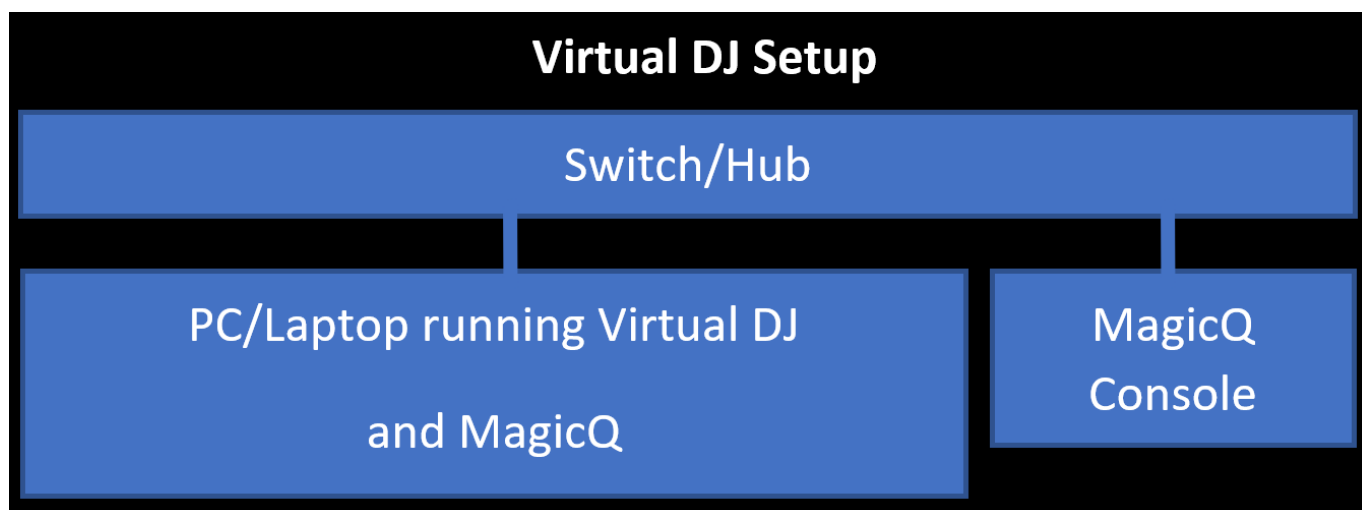 Virtual DJ Setup
Switch/Hub
PC/Laptop running Virtual DJ
and MagicQ
MagicQ
Console